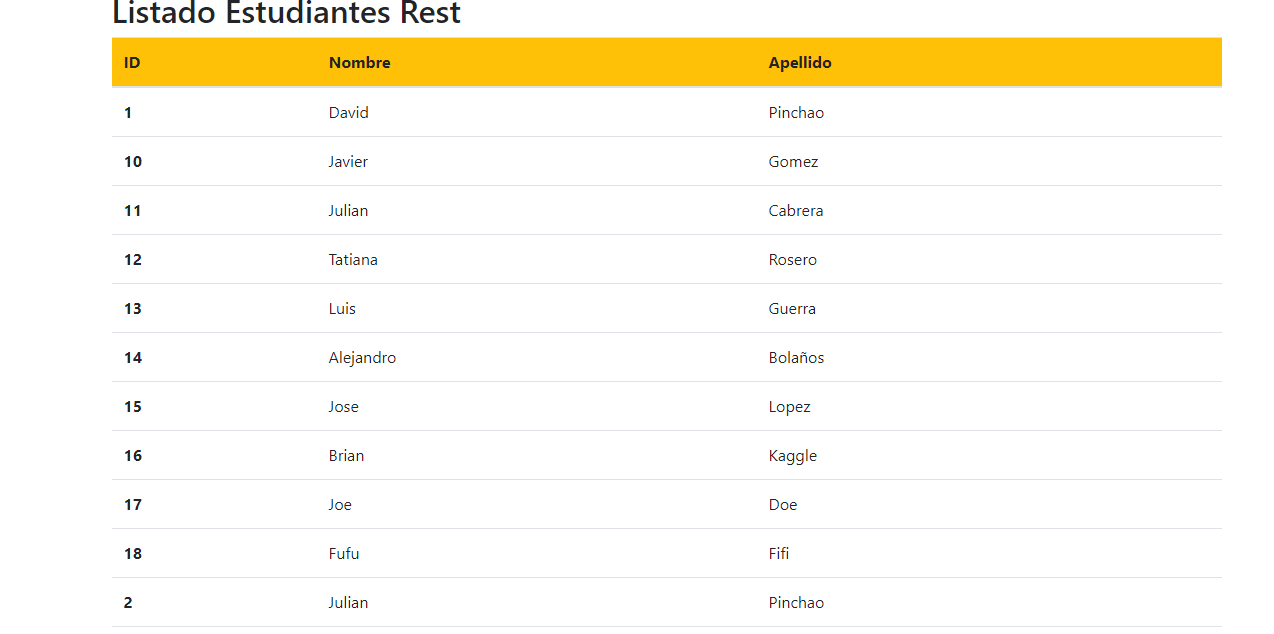 Listado Estudiantes Rest
ID Nombre Apellido
1 David Pinchao
10 Javier Gomez
11 Julian Cabrera
12 Tatiana Rosero
13 Luis Guerra
14 Alejandro Bolaños
15 Jose Lopez
16 Brian Kaggle
17 Joe Doe
18 Fufu Fifi
2 Julian Pinchao